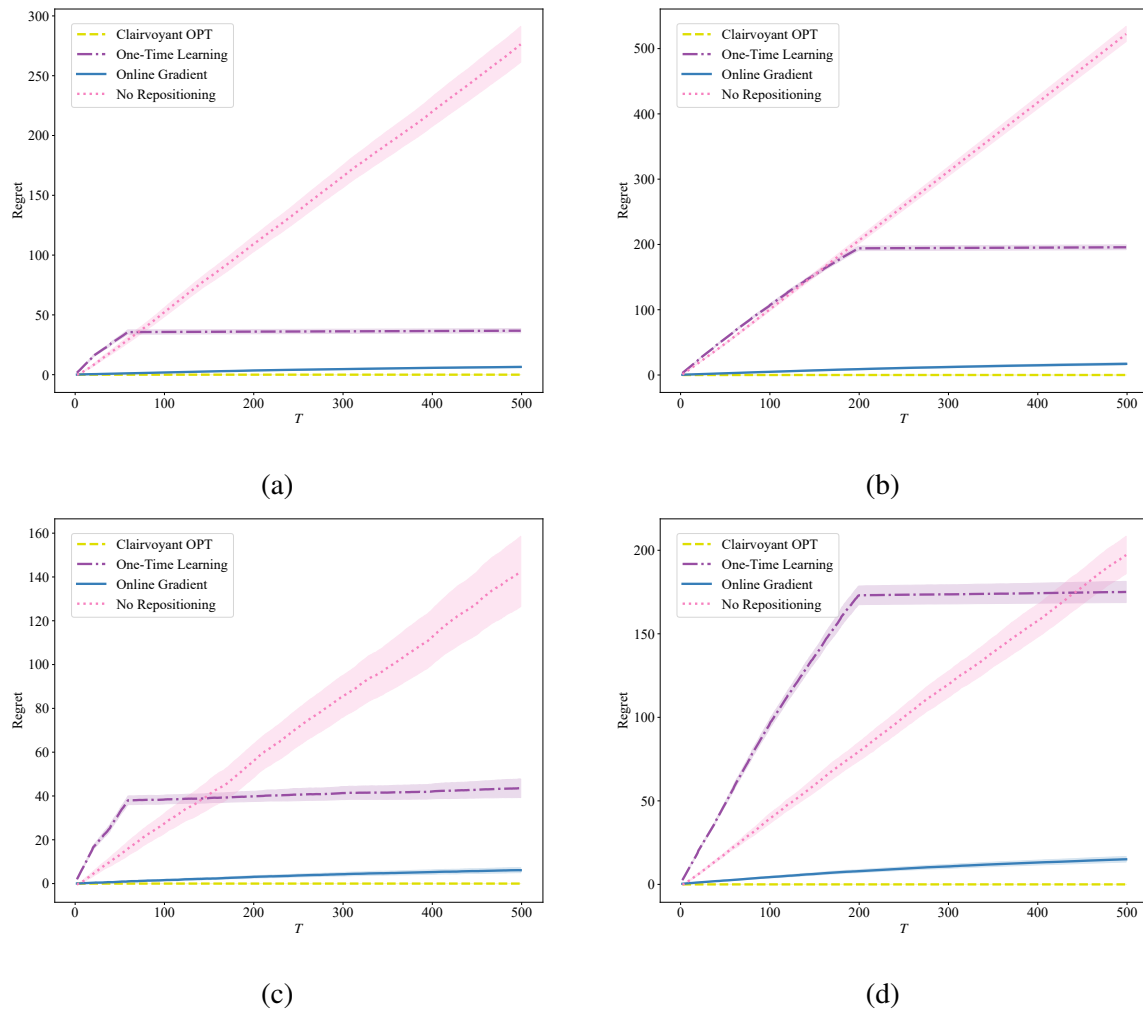 300
250
200
150
100
50
0
Regret
Clairvoyant OPT
One-Time Learning
Online Gradient
No Repositioning
0 100 200 300 400 500
T
(a)
500
400
300
200
100
0
Regret
Clairvoyant OPT
One-Time Learning
Online Gradient
No Repositioning
0 100 200 300 400 500
T
(b)
160
140
120
100
80
60
40
20
0
Regret
Clairvoyant OPT
One-Time Learning
Online Gradient
No Repositioning
0 100 200 300 400 500
T
(c)
200
150
100
50
0
Regret
Clairvoyant OPT
One-Time Learning
Online Gradient
No Repositioning
0 100 200 300 400 500
T
(d)